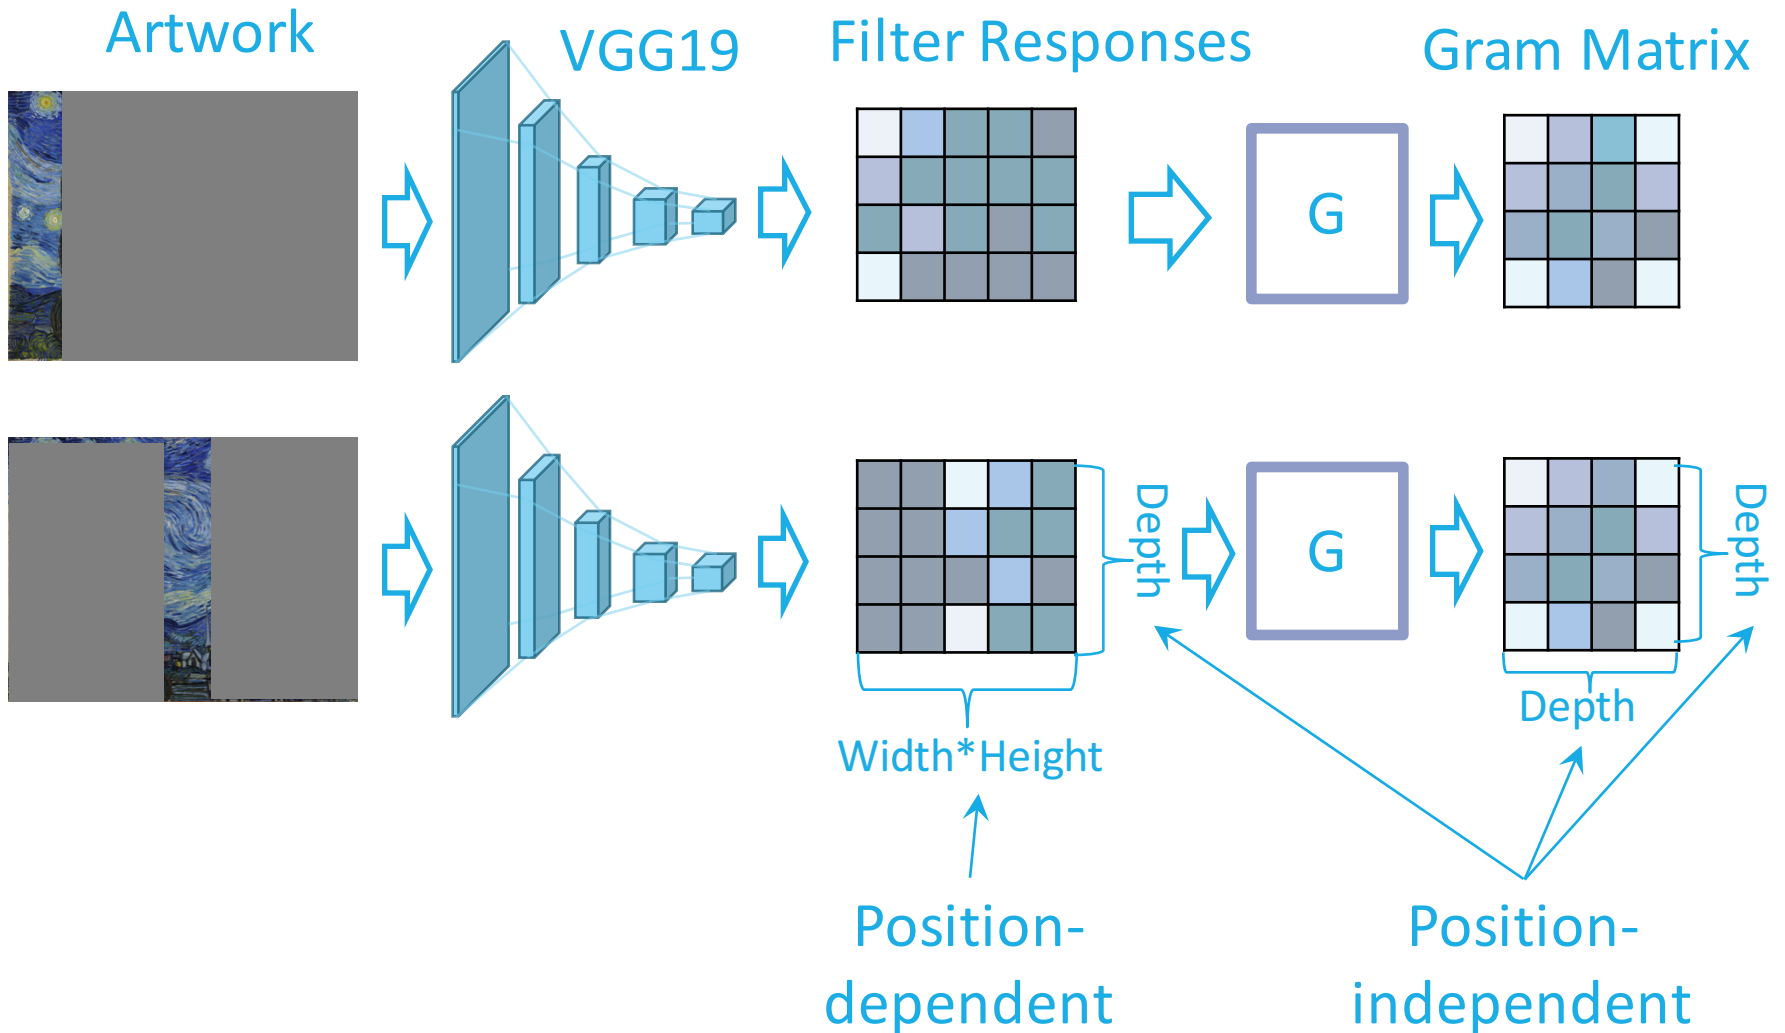 Artwork
VGG19
Filter Responses
Gram Matrix
G
Depth
G
Depth
Width*Height
Depth
Position-
dependent
Position-
independent